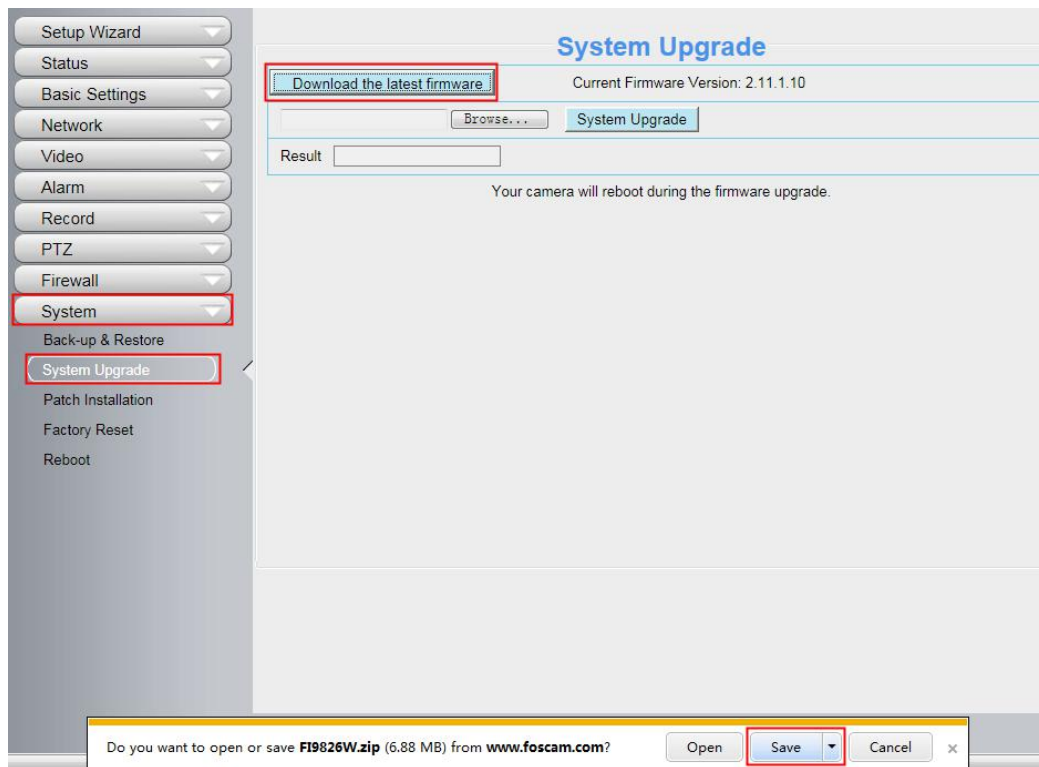 Setup Wizard
Status
Basic Settings
Network
Video
Alarm
Record
PTZ
Firewall
System
Back-up & Restore
System Upgrade
Patch Installation
Factory Reset
Reboot
System Upgrade
Download the latest firmware Current Firmware Version: 2.11.1.10
Browse... System Upgrade
Result
Your camera will reboot during the firmware upgrade.
Do you want to open or save FI9826W.zip (6.88 MB) from www.foscam.com? Open Save Cancel ×